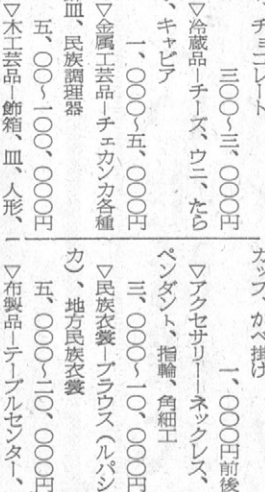 、チョコレート
三〇〇～三、〇〇〇円
▽冷蔵品―チーズ、ウニ、たら
、キャビア
一、〇〇〇～五、〇〇〇円
▽金属工芸品―チェカンカ各種
皿、民族調理器
五、〇〇～一〇〇、〇〇〇円
▽木工芸品―飾箱、皿、人形、
カップ、かべ掛け
一、〇〇〇円前後
▽アクセサリー―ネックレス、
ペンダント、指輪、角細工
三、〇〇〇～一〇、〇〇〇円
▽民族衣裳―ブラウス（ルパシ
カ）、地方民族衣裳
五、〇〇〇～二〇、〇〇〇円
▽布製品―テーブルセンター、